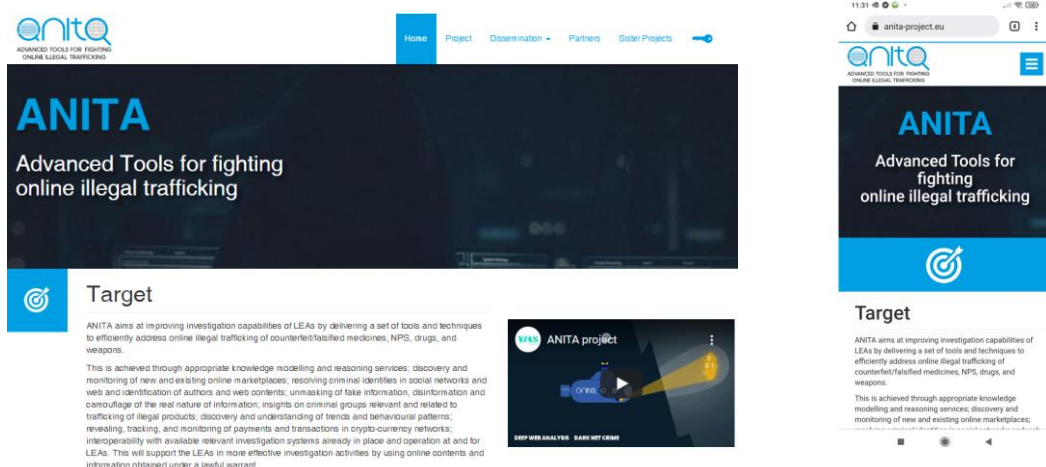 anita
ADVANCED TOOLS FOR FIGHTING
ONLINE ILLEGAL TRAFFICKING
Home Project Dissemination Partners Sister Projects
ANITA
Advanced Tools for fighting
online illegal trafficking
Target
ANITA aims at improving investigation capabilities of LEAs by delivering a set of tools and techniques
to efficiently address online illegal trafficking of counterfeit/falsified medicines, NPS, drugs, and
weapons.
This is achieved through appropriate knowledge modelling and reasoning services; discovery and
monitoring of new and existing online marketplaces; resolving criminal identities in social networks and
web and identification of authors and web contents; unmasking of fake information, disinformation and
camouflage of the real nature of information; insights on criminal groups relevant and related to
trafficking of illegal products; discovery and understanding of trends and behavioural patterns;
revealing, tracking, and monitoring of payments and transactions in crypto-currency networks;
interoperability with available relevant investigation systems already in place and operation at and for
LEAs. This will support the LEAs in more effective investigation activities by using online contents and
information obtained under a lawful warrant
ANITA project
anita
DEEP WEB ANALYSIS DARK NET CRIME
11:31
anita-project.eu
anita
ADVANCED TOOLS FOR FIGHTING
ONLINE ILLEGAL TRAFFICKING
ANITA
Advanced Tools for
fighting
online illegal trafficking
Target
ANITA aims at improving investigation capabilities of
LEAs by delivering a set of tools and techniques to
efficiently address online illegal trafficking of
counterfeit/falsified medicines, NPS, drugs, and
weapons.
This is achieved through appropriate knowledge
modelling and reasoning services; discovery and
monitoring of new and existing online marketplaces;